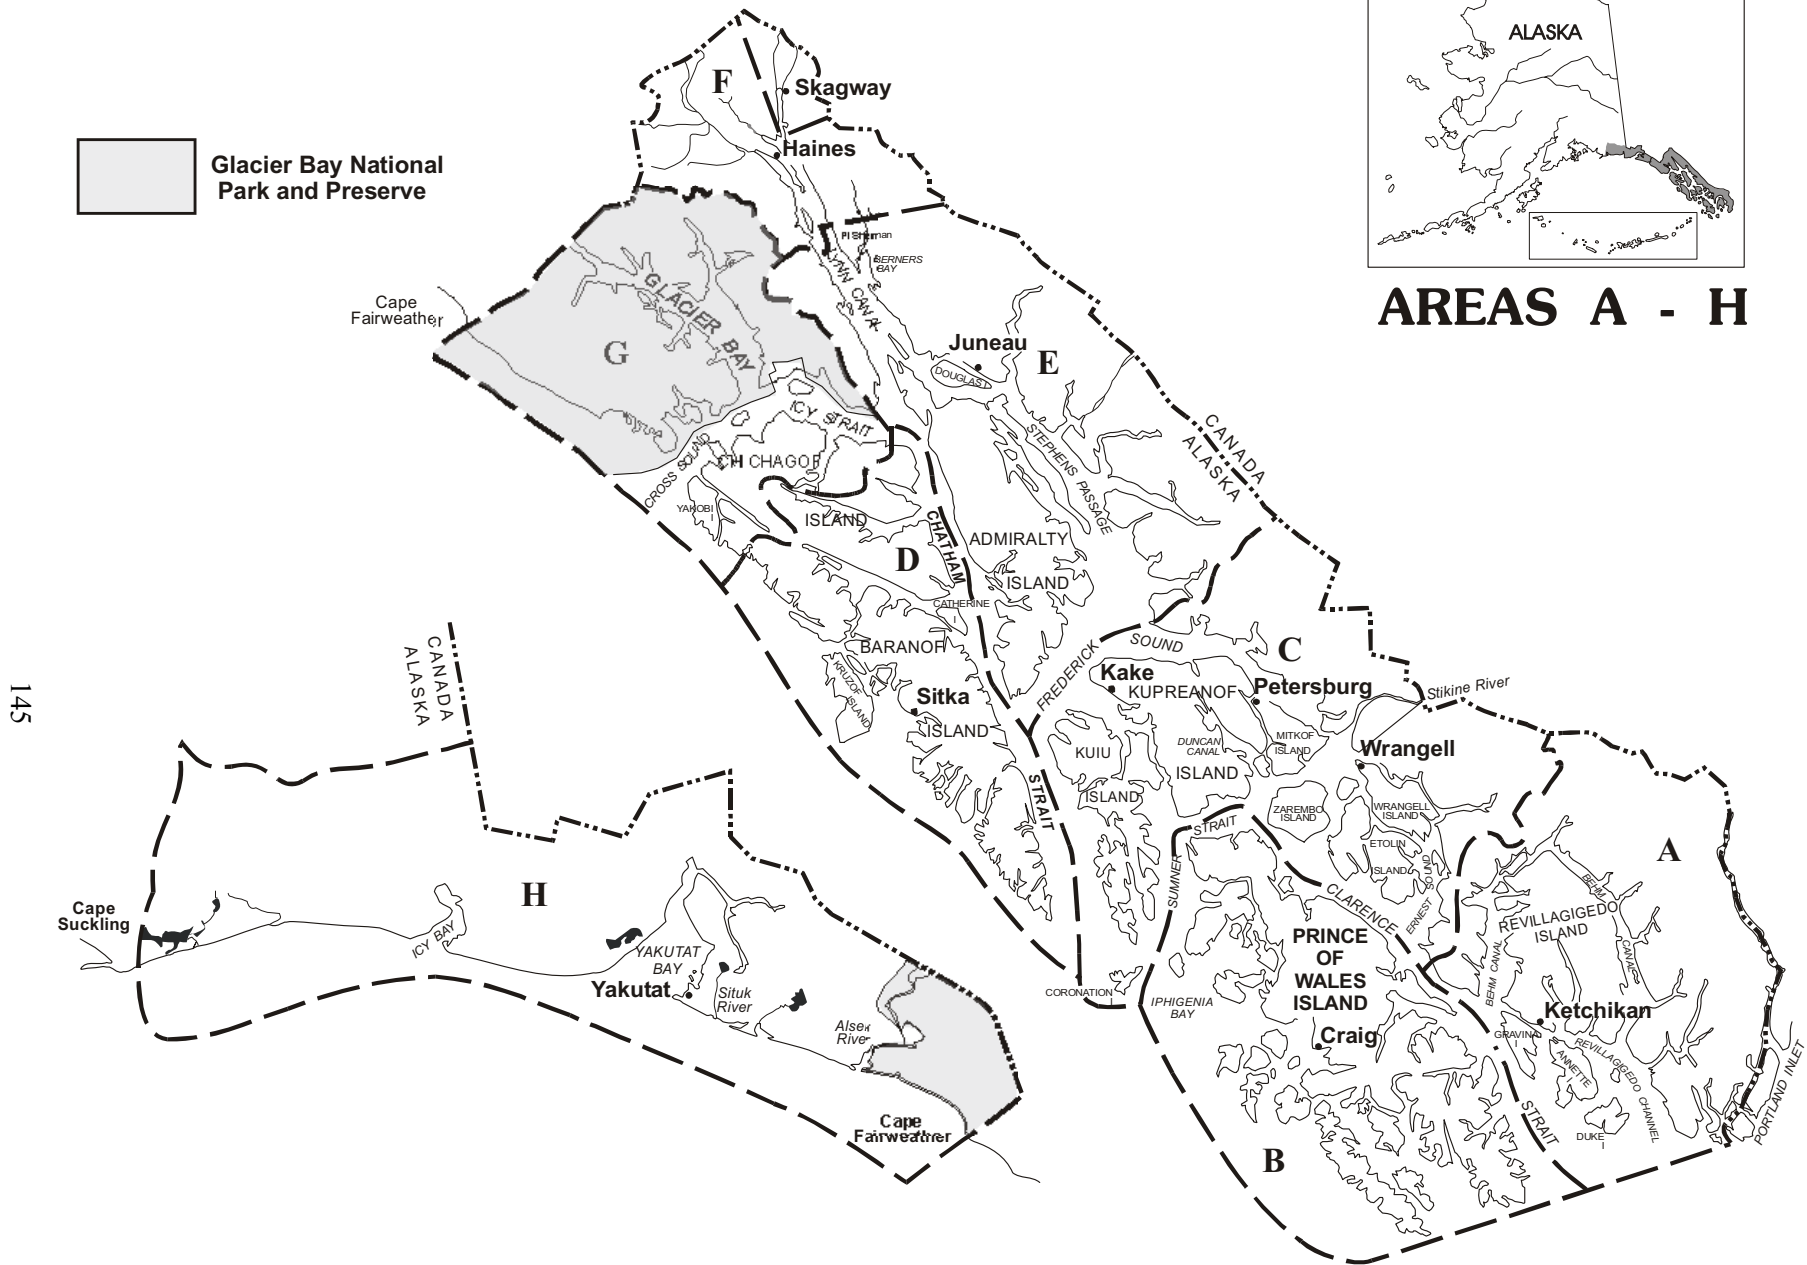 ALASKA
AREAS A - H
Glacier Bay National
Park and Preserve
F
Skagway
Haines
BERNERS
BAY
LYNN CANAL
Cape
Fairweather
GLACIER BAY
G
Juneau
DOUGLAS I
E
ICY STRAIT
CROSS SOUND
CHICHAGOF
ISLAND
YAKOBI
I
STEPHENS PASSAGE
CANADA
ALASKA
D
CHATHAM
ADMIRALTY
ISLAND
CATHERINE
I
BARANOF
KRUZOF
ISLAND
Sitka
ISLAND
FREDERICK
SOUND
C
Kake
KUPREANOF
Petersburg
Stikine River
MITKOF
ISLAND
DUNCAN
CANAL
KUIU
ISLAND
ISLAND
Wrangell
STRAIT
ZAREMBO
ISLAND
WRANGELL
ISLAND
ETOLIN
ISLAND
SUMNER
STRAIT
CLARENCE
ERNEST
SOUND
A
BEHM
CANAL
REVILLAGIGEDO
ISLAND
BEHM CANAL
PRINCE
OF
WALES
ISLAND
CORONATION
I
IPHIGENIA
BAY
Craig
Ketchikan
GRAVINA
I
ANNETTE
I
REVILLAGIGEDO CHANNEL
DUKE
I
STRAIT
PORTLAND INLET
B
CANADA
ALASKA
H
Cape
Suckling
ICY BAY
YAKUTAT
BAY
Yakutat
Situk
River
Alsek
River
Cape
Fairweather
145